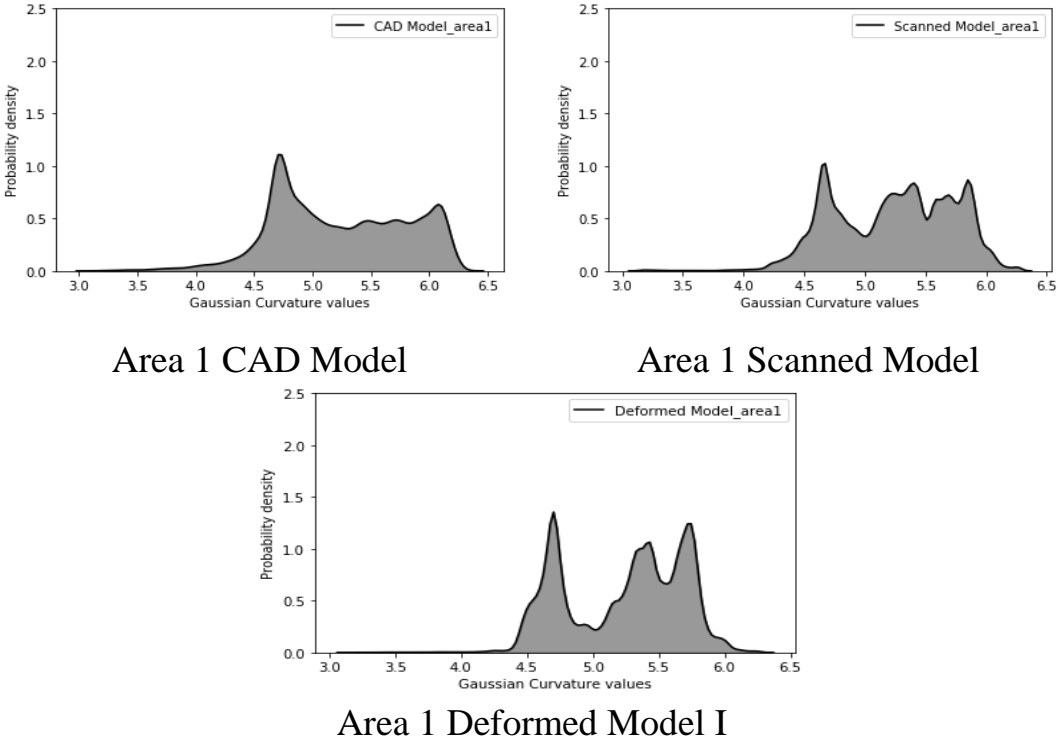 CAD Model_area1
Probability density
2.5
2.0
1.5
1.0
0.5
0.0
3.0 3.5 4.0 4.5 5.0 5.5 6.0 6.5
Gaussian Curvature values
Area 1 CAD Model
Scanned Model_area1
Probability density
2.5
2.0
1.5
1.0
0.5
0.0
3.0 3.5 4.0 4.5 5.0 5.5 6.0 6.5
Gaussian Curvature values
Area 1 Scanned Model
Deformed Model_area1
Probability density
2.5
2.0
1.5
1.0
0.5
0.0
3.0 3.5 4.0 4.5 5.0 5.5 6.0 6.5
Gaussian Curvature values
Area 1 Deformed Model I